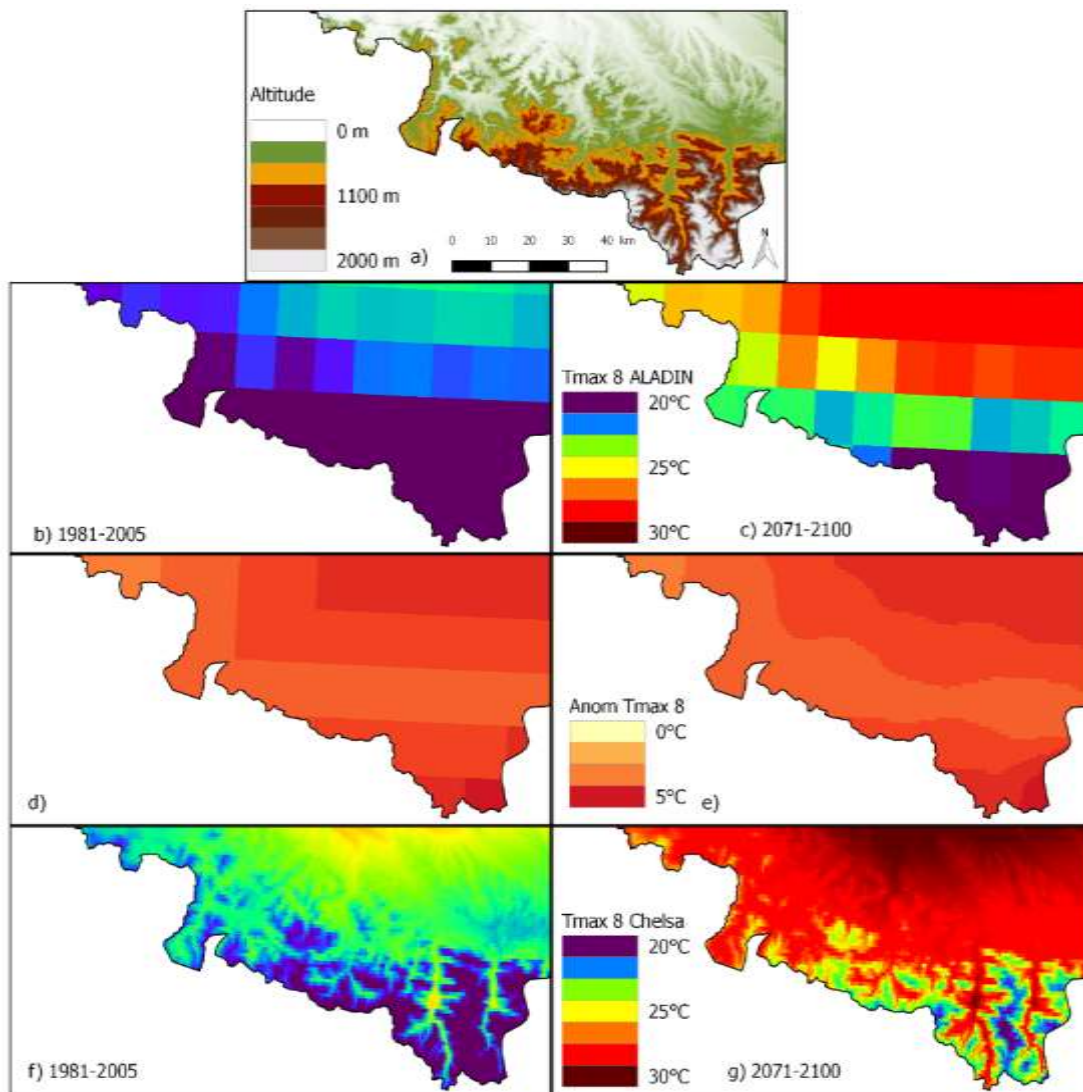 Altitude
0 m
1100 m
2000 m
a)
0 10 20 30 40 km
N
b) 1981-2005
Tmax 8 ALADIN
20°C
25°C
30°C
c) 2071-2100
d)
Anom Tmax 8
0°C
5°C
e)
f) 1981-2005
Tmax 8 Chelsa
20°C
25°C
30°C
g) 2071-2100